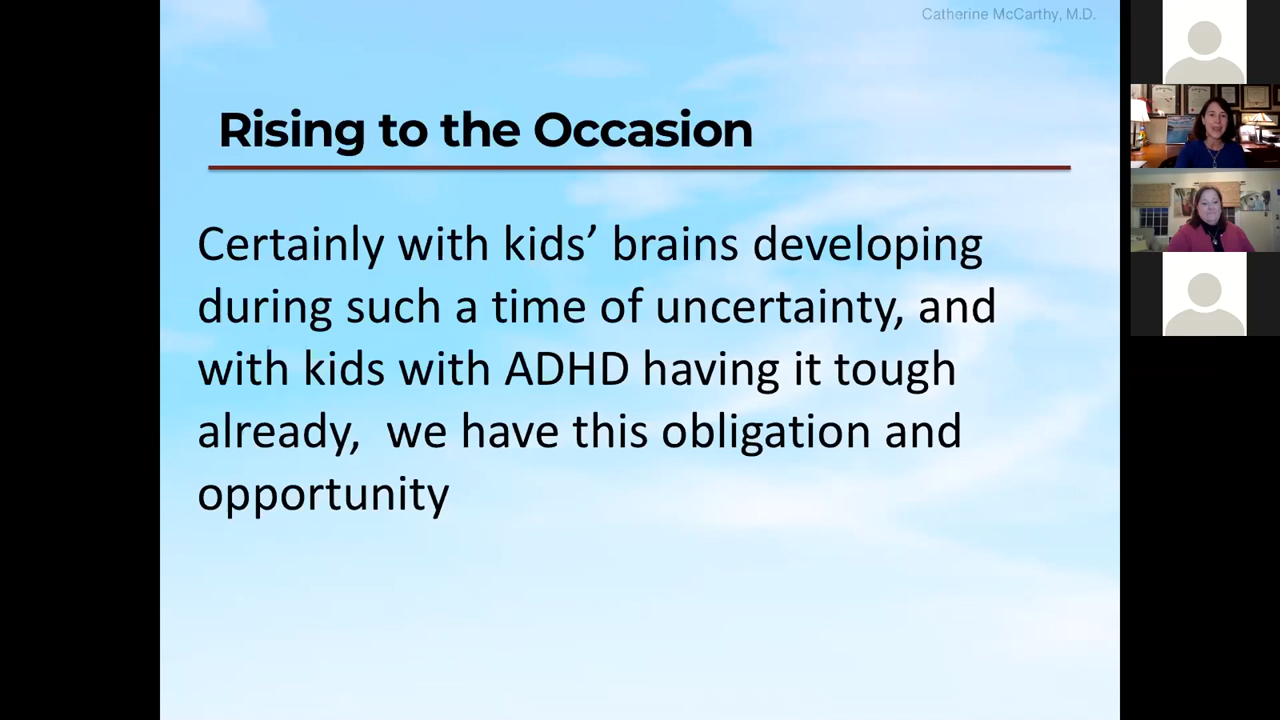 Catherine McCarthy, M.D.
Rising to the Occasion
Certainly with kids’ brains developing
during such a time of uncertainty, and
with kids with ADHD having it tough
already,  we have this obligation and
opportunity